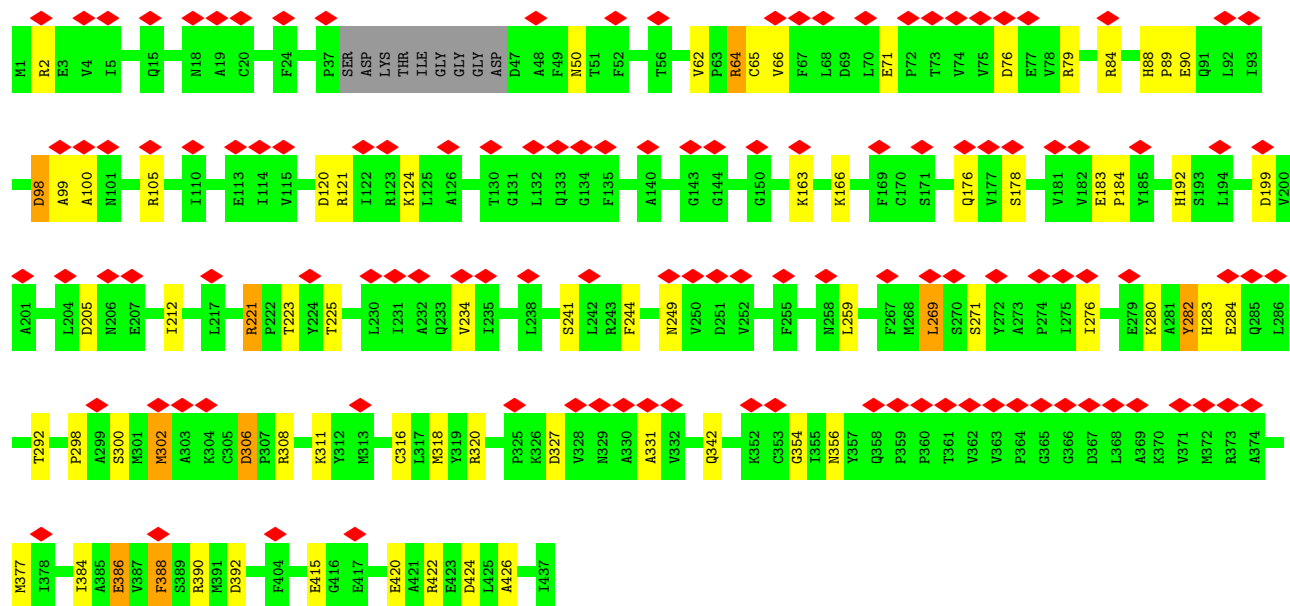 M1 R2 E3 V4 I5 Q15 N18 A19 C20 F24 P37 SER ASP LYS THR ILE GLY GLY GLY ASP D47 A48 F49 N50 T51 F52 T56 V62 P63 R64 C65 V66 F67 L68 D69 L70 E71 P72 T73 V74 V75 D76 E77 V78 R79 R84 H88 P89 E90 Q91 L92 I93
D98 A99 A100 N101 R105 I110 E113 I114 V115 D120 R121 I122 R123 K124 L125 A126 T130 G131 L132 Q133 G134 F135 A140 G143 G144 G150 K163 K166 F169 C170 S171 Q176 V177 S178 V181 V182 E183 P184 Y185 H192 S193 L194 D199 V200
A201 L204 D205 N206 E207 I212 L217 R221 P222 T223 Y224 T225 L230 I231 A232 Q233 V234 I235 L238 S241 L242 R243 F244 N249 V250 D251 V252 F255 N258 L259 F267 M268 L269 S270 S271 Y272 A273 P274 I275 I276 E279 K280 A281 Y282 H283 E284 Q285 L286
T292 P298 A299 S300 M301 M302 A303 K304 C305 D306 P307 R308 K311 Y312 M313 C316 L317 M318 Y319 R320 P325 K326 D327 V328 N329 A330 A331 V332 Q342 K352 C353 G354 I355 N356 Y357 Q358 P359 P360 T361 V362 V363 P364 G365 G366 D367 L368 A369 K370 V371 M372 R373 A374
M377 I378 I384 A385 E386 V387 F388 S389 R390 M391 D392 F404 E415 G416 E417 E420 A421 R422 E423 D424 L425 A426 I437